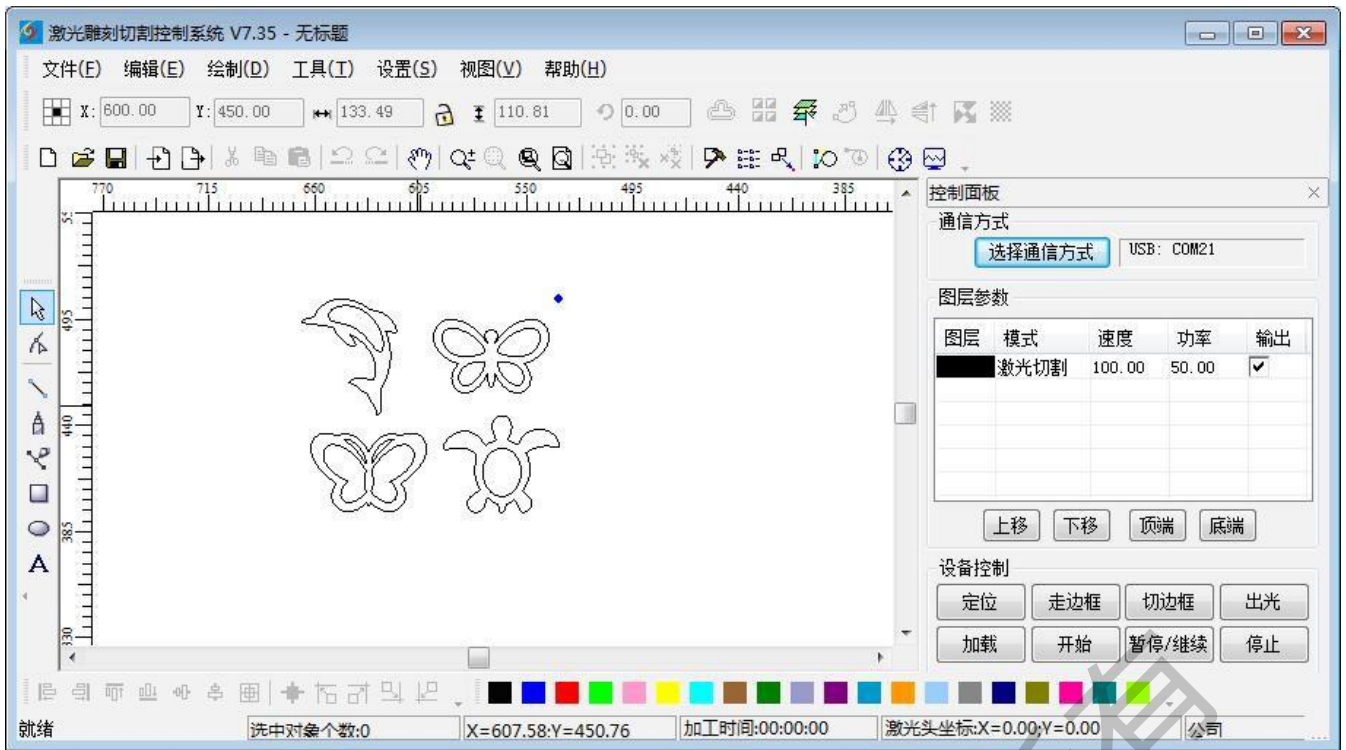 激光雕刻切割控制系统 V7.35 - 无标题
文件(F) 编辑(E) 绘制(D) 工具(T) 设置(S) 视图(V) 帮助(H)
X: 600.00 Y: 450.00 133.49 110.81 0.00
770 715 660 605 550 495 440 385
控制面板
通信方式
选择通信方式 USB: COM21
图层参数
图层 模式 速度 功率 输出
激光切割 100.00 50.00
495
440
385
330
A
上移 下移 顶端 底端
设备控制
定位 走边框 切边框 出光
加载 开始 暂停/继续 停止
就绪 选中对象个数:0 X=607.58:Y=450.76 加工时间:00:00:00 激光头坐标:X=0.00;Y=0.00 公司